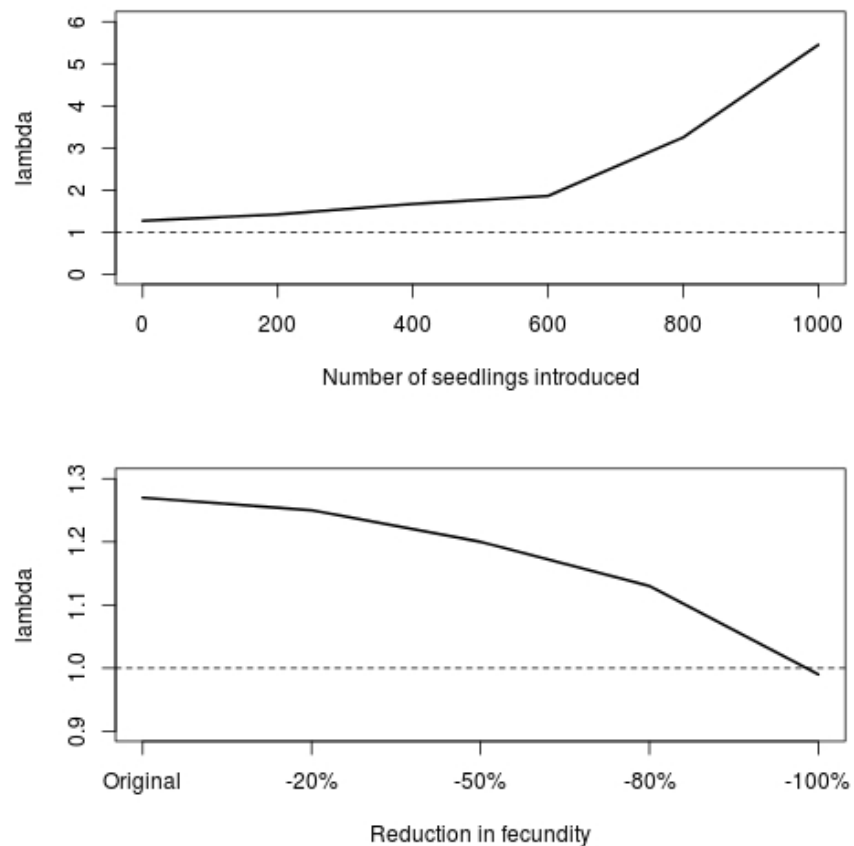 6
5
4
3
2
1
0
lambda
0 200 400 600 800 1000
Number of seedlings introduced
1.3
1.2
1.1
1.0
0.9
lambda
Original -20% -50% -80% -100%
Reduction in fecundity